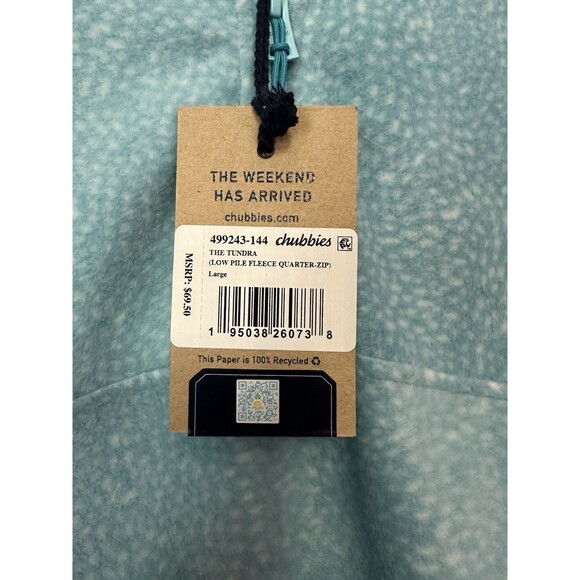 THE WEEKEND
HAS ARRIVED
chubbies.com
499243-144 chubbies
THE TUNDRA
(LOW PILE FLEECE QUARTER-ZIP)
Large
MSRP: $69.50
1 95038 26073 8
This Paper is 100% Recycled